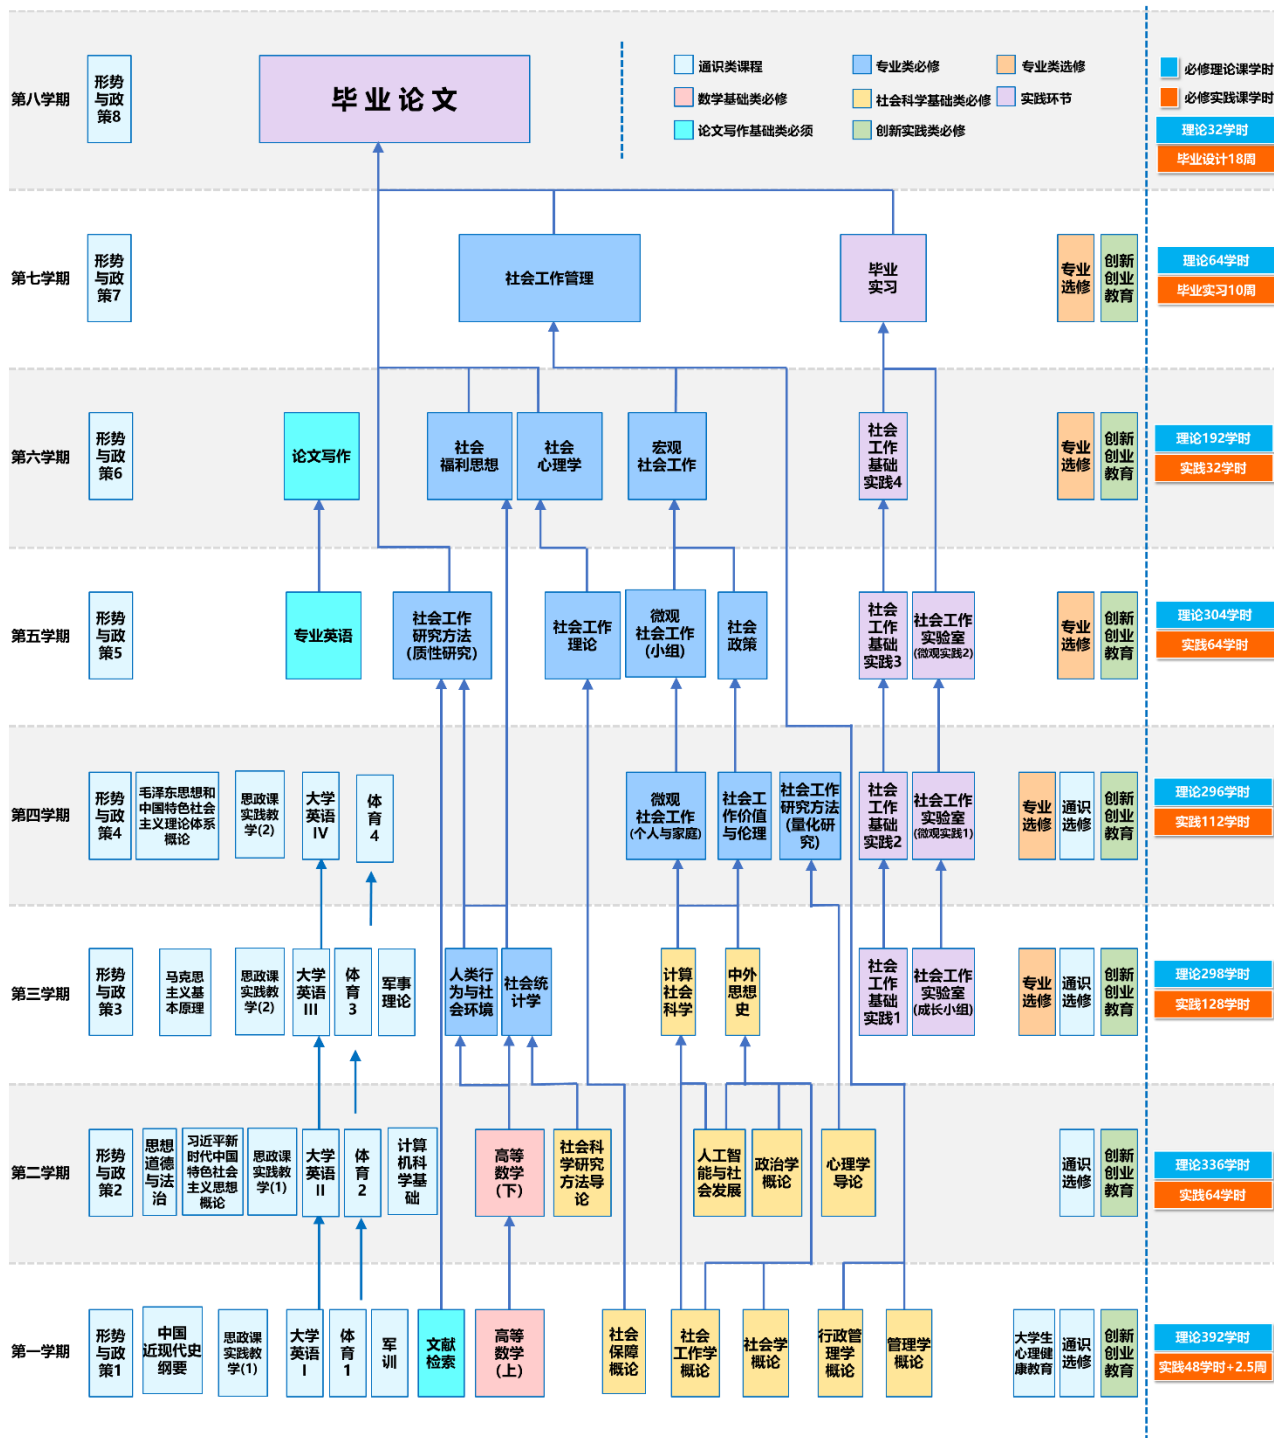 第八学期
形势
与政
策8
毕 业 论 文
通识类课程
专业类必修
专业类选修
数学基础类必修
社会科学基础类必修
实践环节
论文写作基础类必须
创新实践类必修
必修理论课学时
必修实践课学时
理论32学时
毕业设计18周
第七学期
形势
与政
策7
社会工作管理
毕业
实习
专业
选修
创新
创业
教育
理论64学时
毕业实习10周
第六学期
形势
与政
策6
论文写作
社会
福利思想
社会
心理学
宏观
社会工作
社会
工作
基础
实践4
专业
选修
创新
创业
教育
理论192学时
实践32学时
第五学期
形势
与政
策5
专业英语
社会工作
研究方法
(质性研究)
社会工作
理论
微观
社会工作
(小组)
社会
政策
社会
工作
基础
实践3
社会工作
实验室
(微观实践2)
专业
选修
创新
创业
教育
理论304学时
实践64学时
第四学期
形势
与政
策4
毛泽东思想和
中国特色社会
主义理论体系
概论
思政课
实践教
学(2)
大学
英语
IV
体
育
4
微观
社会工作
(个人与家庭)
社会工
作价值
与伦理
社会工作
研究方法
(量化研
究)
社会
工作
基础
实践2
社会工作
实验室
(微观实践1)
专业
选修
通识
选修
创新
创业
教育
理论296学时
实践112学时
第三学期
形势
与政
策3
马克思
主义基
本原理
思政课
实践教
学(2)
大学
英语
III
体
育
3
军事
理论
人类行
为与社
会环境
社会统
计学
计算
社会
科学
中外
思想
史
社会
工作
基础
实践1
社会工作
实验室
(成长小组)
专业
选修
通识
选修
创新
创业
教育
理论298学时
实践128学时
第二学期
形势
与政
策2
思想
道德
与法
治
习近平新
时代中国
特色社会
主义思想
概论
思政课
实践教
学(1)
大学
英语
II
体
育
2
计算
机科
学基
础
高等
数学
(下)
社会科
学研究
方法导
论
人工智
能与社
会发展
政治学
概论
心理学
导论
通识
选修
创新
创业
教育
理论336学时
实践64学时
第一学期
形势
与政
策1
中国
近现代史
纲要
思政课
实践教
学(1)
大学
英语
I
体
育
1
军
训
文献
检索
高等
数学
(上)
社会
保障
概论
社会
工作学
概论
社会学
概论
行政管
理学
概论
管理学
概论
大学生
心理健
康教育
通识
选修
创新
创业
教育
理论392学时
实践48学时+2.5周